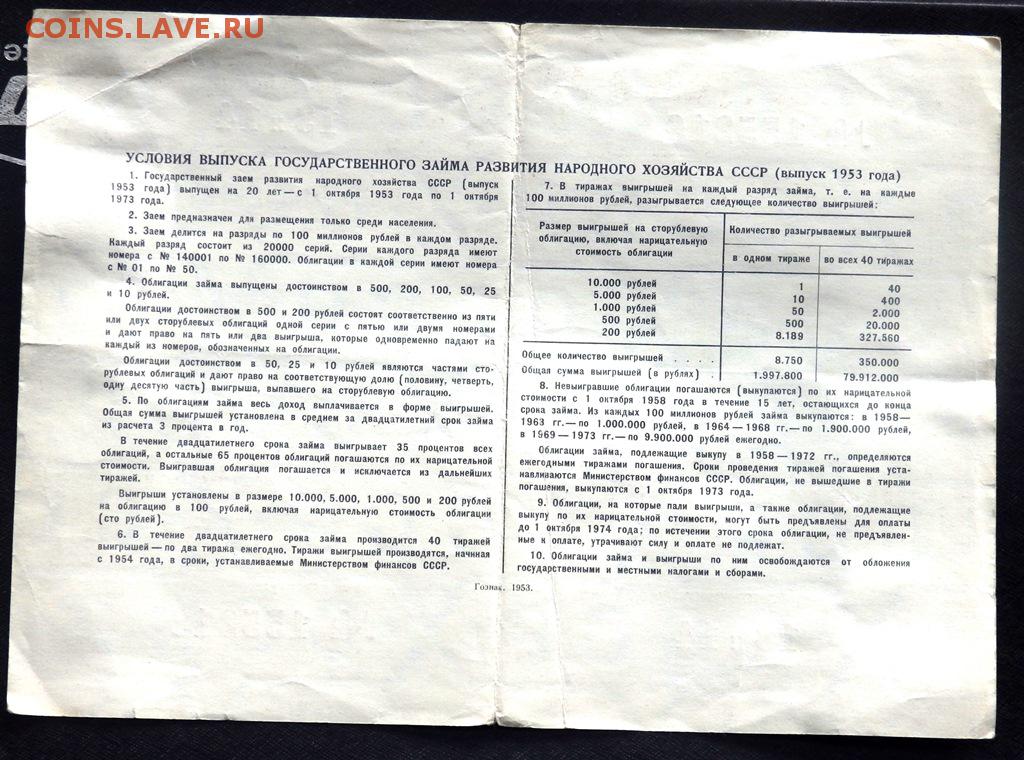 COINS.LAVE.RU
УСЛОВИЯ ВЫПУСКА ГОСУДАРСТВЕННОГО ЗАЙМА РАЗВИТИЯ НАРОДНОГО ХОЗЯЙСТВА СССР (выпуск 1953 года)
1. Государственный заем развития народного хозяйства СССР (выпуск
1953 года) выпущен на 20 лет—с 1 октября 1953 года по 1 октября
1973 года.
2. Заем предназначен для размещения только среди населения.
3. Заем делится на разряды по 100 миллионов рублей в каждом разряде.
Каждый разряд состоит из 20000 серий. Серии каждого разряда имеют
номера с № 140001 по № 160000. Облигации в каждой серии имеют номера
с № 01 по № 50.
4. Облигации займа выпущены достоинством в 500, 200, 100, 50, 25
и 10 рублей.
Облигации достоинством в 500 и 200 рублей состоят соответственно из пяти
или двух сторублевых облигаций одной серии с пятью или двумя номерами
и дают право на пять или два выигрыша, которые одновременно падают на
каждый из номеров, обозначенных на облигации.
Облигации достоинством в 50, 25 и 10 рублей являются частями сто-
рублевых облигаций и дают право на соответствующую долю (половину, четверть,
одну десятую часть) выигрыша, выпавшего на сторублевую облигацию.
5. По облигациям займа весь доход выплачивается в форме выигрышей.
Общая сумма выигрышей установлена в среднем за двадцатилетний срок займа
из расчета 3 процента в год.
В течение двадцатилетнего срока займа выигрывает 35 процентов всех
облигаций, а остальные 65 процентов облигаций погашаются по их нарицательной
стоимости. Выигравшая облигация погашается и исключается из дальнейших
тиражей.
Выигрыши установлены в размере 10.000, 5.000, 1.000, 500 и 200 рублей
на облигацию в 100 рублей, включая нарицательную стоимость облигации
(сто рублей).
6. В течение двадцатилетнего срока займа производится 40 тиражей
выигрышей—по два тиража ежегодно. Тиражи выигрышей производятся, начиная
с 1954 года, в сроки, устанавливаемые Министерством финансов СССР.
7. В тиражах выигрышей на каждый разряд займа, т. е. на каждые
100 миллионов рублей, разыгрывается следующее количество выигрышей:
Размер выигрышей на сторублевую облигацию, включая нарицательную стоимость облигации
Количество разыгрываемых выигрышей
в одном тираже во всех 40 тиражах
10.000 рублей 1 40
5.000 рублей 10 400
1.000 рублей 50 2.000
500 рублей 500 20.000
200 рублей 8.189 327.560
Общее количество выигрышей . . . . 8.750 350.000
Общая сумма выигрышей (в рублях) . 1.997.800 79.912.000
8. Невыигравшие облигации погашаются (выкупаются) по их нарицательной
стоимости с 1 октября 1958 года в течение 15 лет, остающихся до конца
срока займа. Из каждых 100 миллионов рублей займа выкупаются: в 1958—
1963 гг.—по 1.000.000 рублей, в 1964—1968 гг.—по 1.900.000 рублей,
в 1969—1973 гг.—по 9.900.000 рублей ежегодно.
Облигации займа, подлежащие выкупу в 1958—1972 гг., определяются
ежегодными тиражами погашения. Сроки проведения тиражей погашения уста-
навливаются Министерством финансов СССР. Облигации, не вышедшие в тиражи
погашения, выкупаются с 1 октября 1973 года.
9. Облигации, на которые пали выигрыши, а также облигации, подлежащие
выкупу по их нарицательной стоимости, могут быть предъявлены для оплаты
до 1 октября 1974 года; по истечении этого срока облигации, не предъявлен-
ные к оплате, утрачивают силу и оплате не подлежат.
10. Облигации займа и выигрыши по ним освобождаются от обложения
государственными и местными налогами и сборами.
Гознак. 1953.